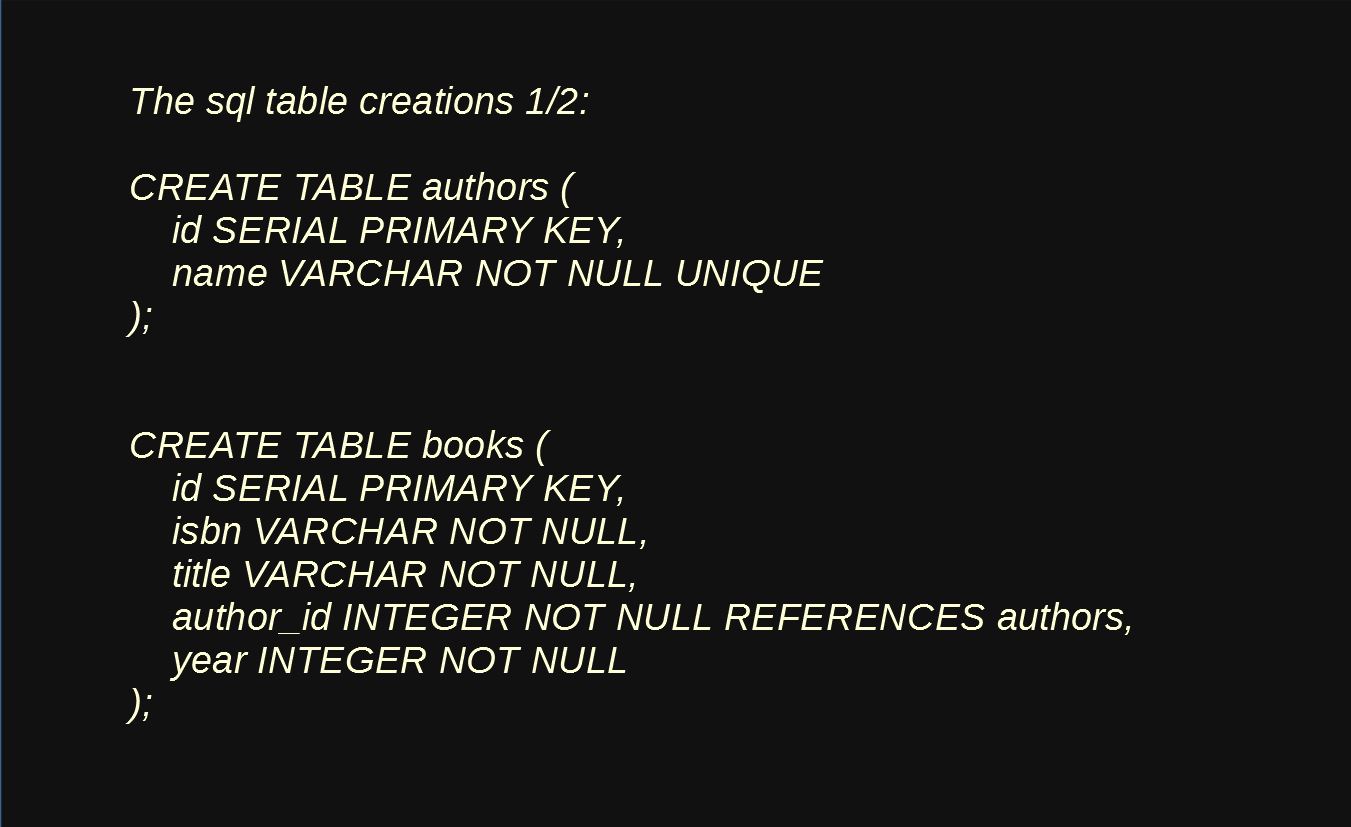 The sql table creations 1/2:
CREATE TABLE authors (
id SERIAL PRIMARY KEY,
name VARCHAR NOT NULL UNIQUE
);
CREATE TABLE books (
id SERIAL PRIMARY KEY,
isbn VARCHAR NOT NULL,
title VARCHAR NOT NULL,
author_id INTEGER NOT NULL REFERENCES authors,
year INTEGER NOT NULL
);